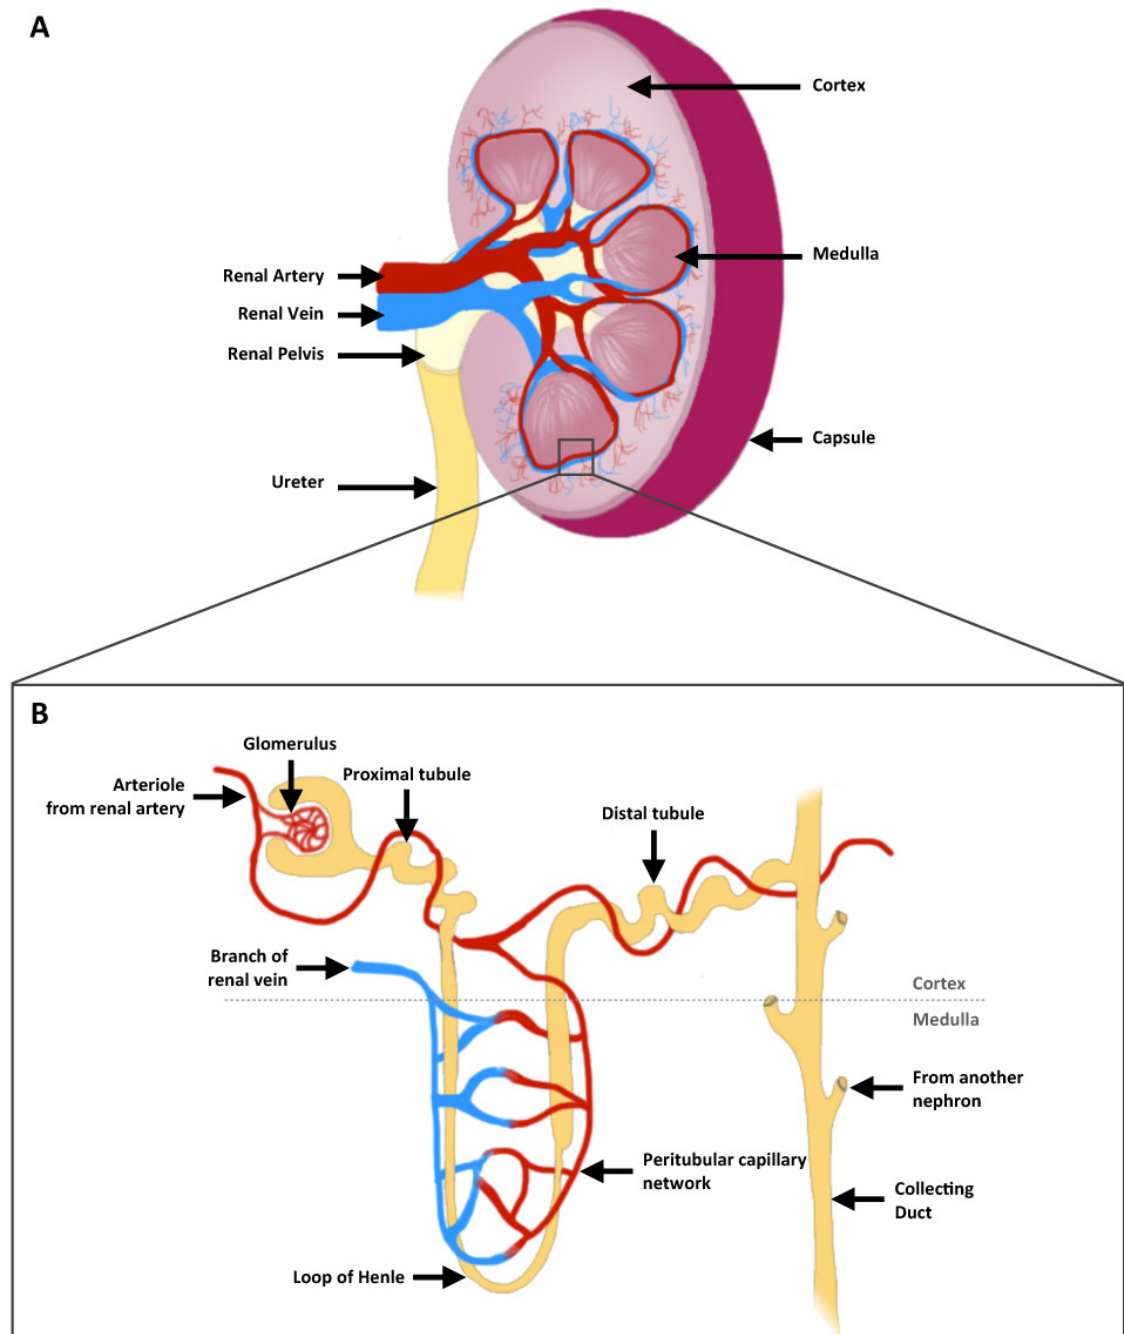 A
Cortex
Medulla
Renal Artery
Renal Vein
Renal Pelvis
Capsule
Ureter
B
Glomerulus
Arteriole
from renal artery
Proximal tubule
Distal tubule
Branch of
renal vein
Cortex
Medulla
From another
nephron
Peritubular capillary
network
Collecting
Duct
Loop of Henle